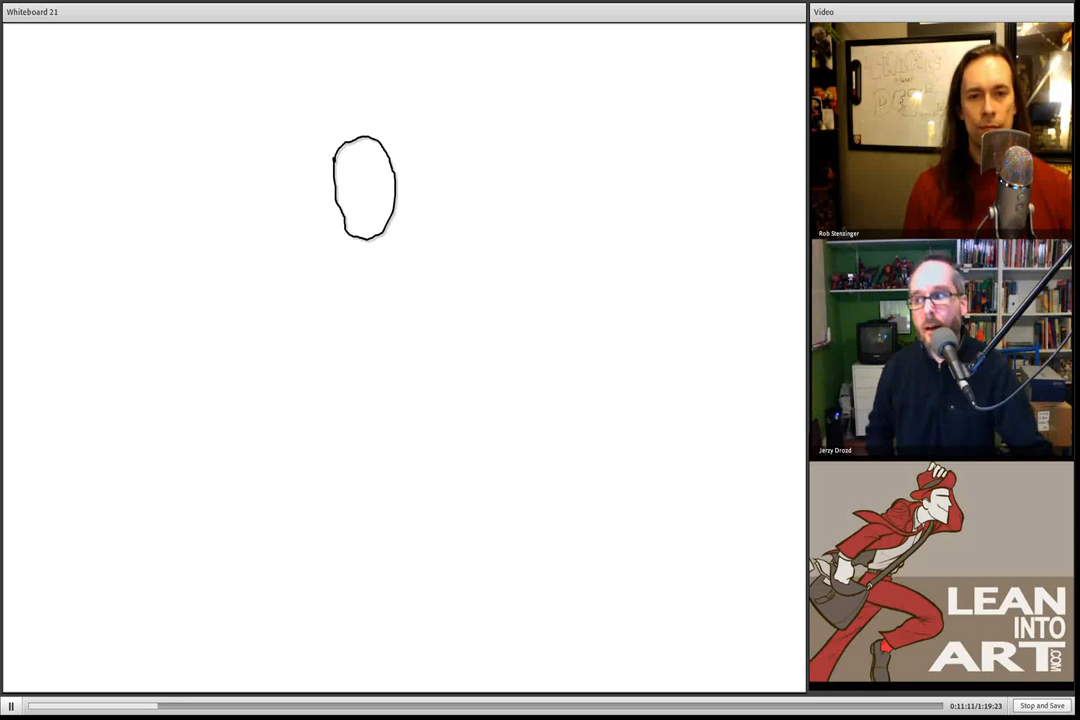 Whiteboard 21
Video
Rob Stenzinger
Jerzy Drozd
LEAN
INTO
ART
.COM
0:11:11/1:19:23
Stop and Save